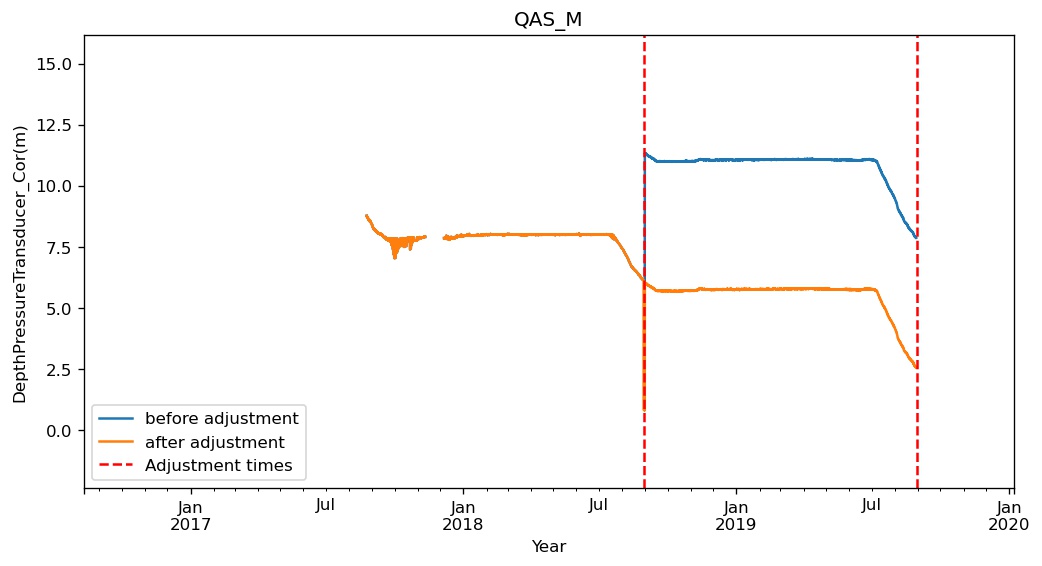 QAS_M
DepthPressureTransducer_Cor(m)
15.0
12.5
10.0
7.5
5.0
2.5
0.0
before adjustment
after adjustment
Adjustment times
Jan Jul Jan Jul Jan Jul Jan
2017 2018 2019 2020
Year